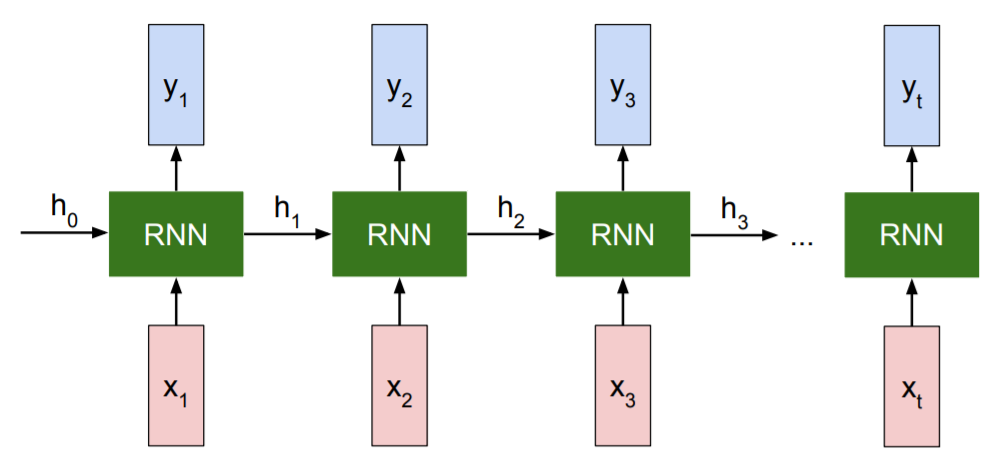 y1 y2 y3 yt
h0 h1 h2 h3
RNN RNN RNN ... RNN
x1 x2 x3 xt